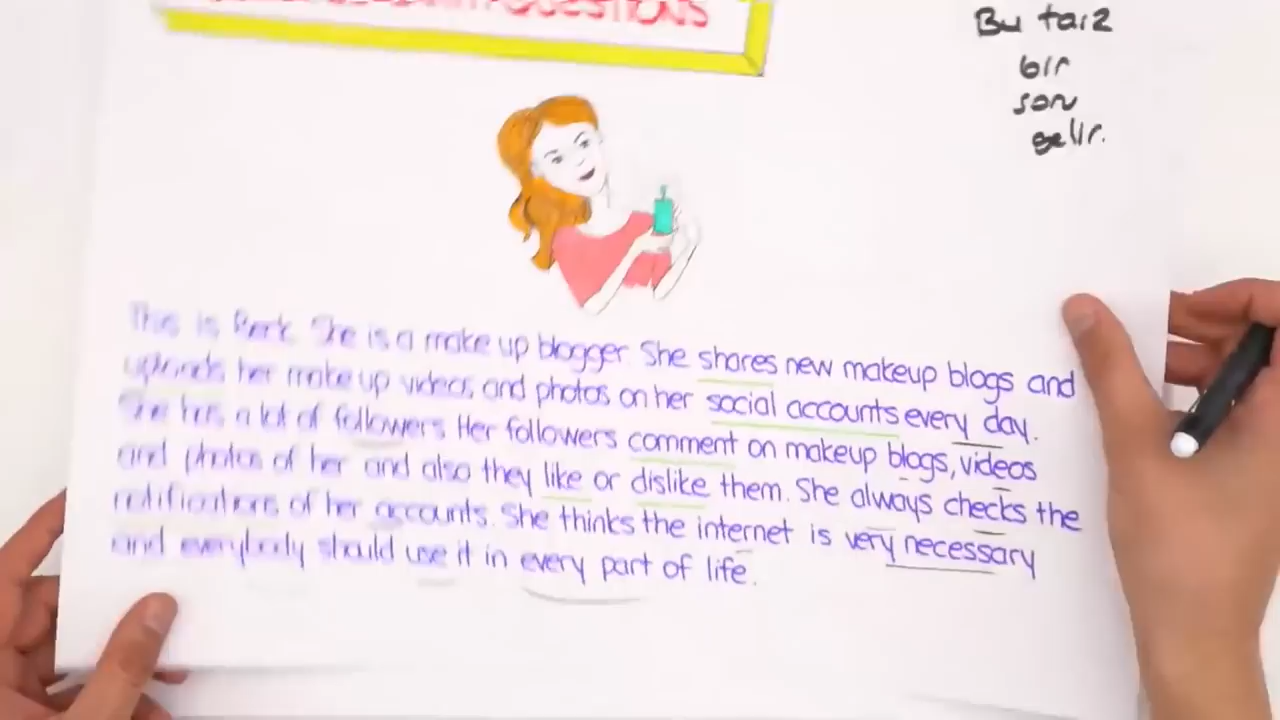 QUESTIONS
Bu tarz
bir
soru
gelir.
This is Berk. She is a make up blogger. She shares new makeup blogs and
uploads her make up videos, and photos on her social accounts every day.
She has a lot of followers Her followers comment on makeup blogs, videos
and photos of her and also they like or dislike them. She always checks the
notifications of her accounts. She thinks the internet is very necessary
and everybody should use it in every part of life.